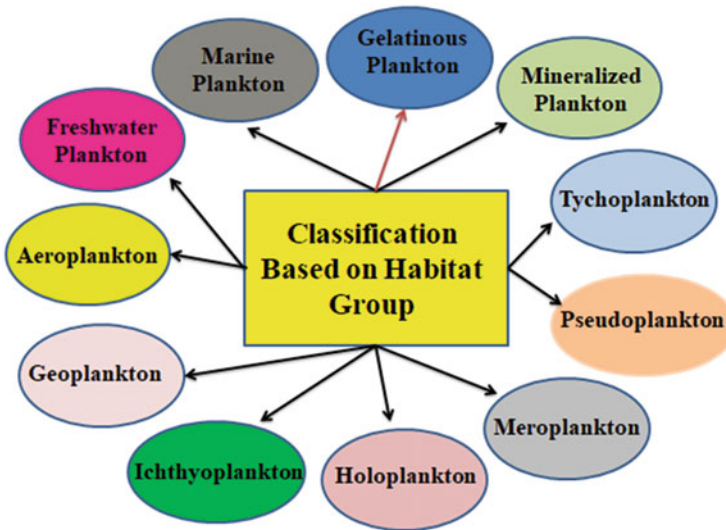 Marine
Plankton
Gelatinous
Plankton
Mineralized
Plankton
Freshwater
Plankton
Tychoplankton
Aeroplankton
Classification
Based on Habitat
Group
Pseudoplankton
Geoplankton
Meroplankton
Ichthyoplankton
Holoplankton